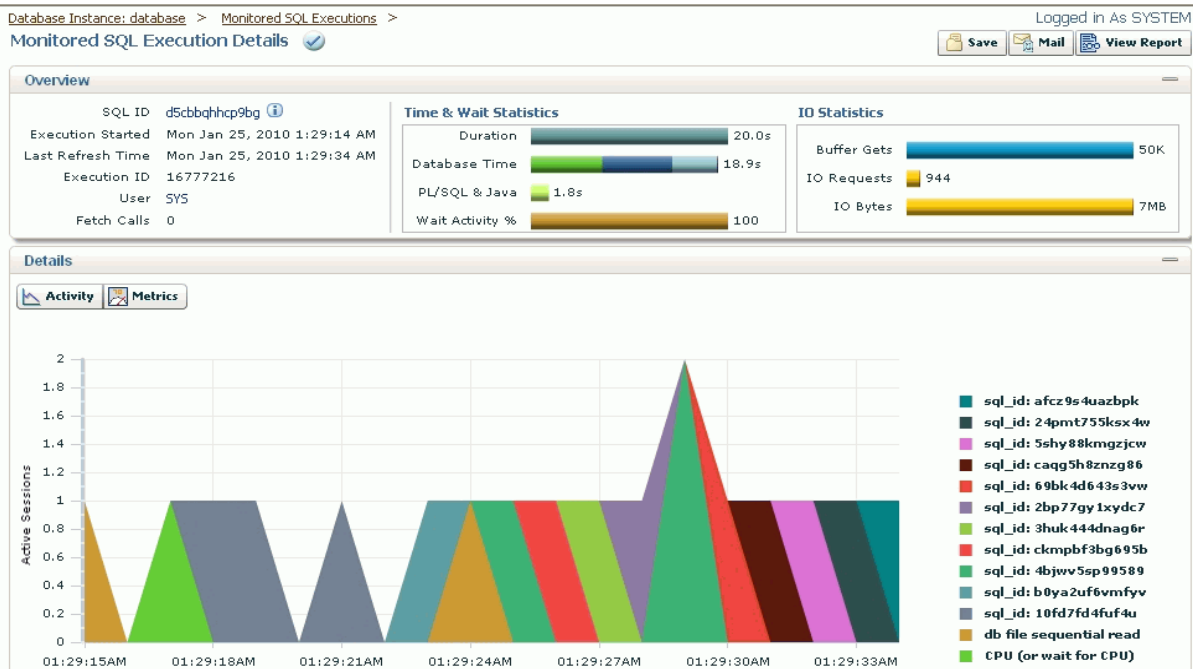 Database Instance: database > Monitored SQL Executions >
Logged in As SYSTEM
Monitored SQL Execution Details
Save
Mail
View Report
Overview
SQL ID d5cbbqhhcp9bg
Execution Started Mon Jan 25, 2010 1:29:14 AM
Last Refresh Time Mon Jan 25, 2010 1:29:34 AM
Execution ID 16777216
User SYS
Fetch Calls 0
Time & Wait Statistics
Duration 20.0s
Database Time 18.9s
PL/SQL & Java 1.8s
Wait Activity % 100
IO Statistics
Buffer Gets 50K
IO Requests 944
IO Bytes 7MB
Details
Activity
Metrics
Active Sessions
2
1.8
1.6
1.4
1.2
1
0.8
0.6
0.4
0.2
0
01:29:15AM 01:29:18AM 01:29:21AM 01:29:24AM 01:29:27AM 01:29:30AM 01:29:33AM
sql_id: afcz9s4uazbpk
sql_id: 24pmt755ksx4w
sql_id: 5shy88kmgzjcw
sql_id: caqg5h8znzg86
sql_id: 69bk4d643s3vw
sql_id: 2bp77gy1xydc7
sql_id: 3huk444dnag6r
sql_id: ckmpbf3bg695b
sql_id: 4bjwv5sp99589
sql_id: b0ya2uf6vmfyv
sql_id: 10fd7fd4fuf4u
db file sequential read
CPU (or wait for CPU)